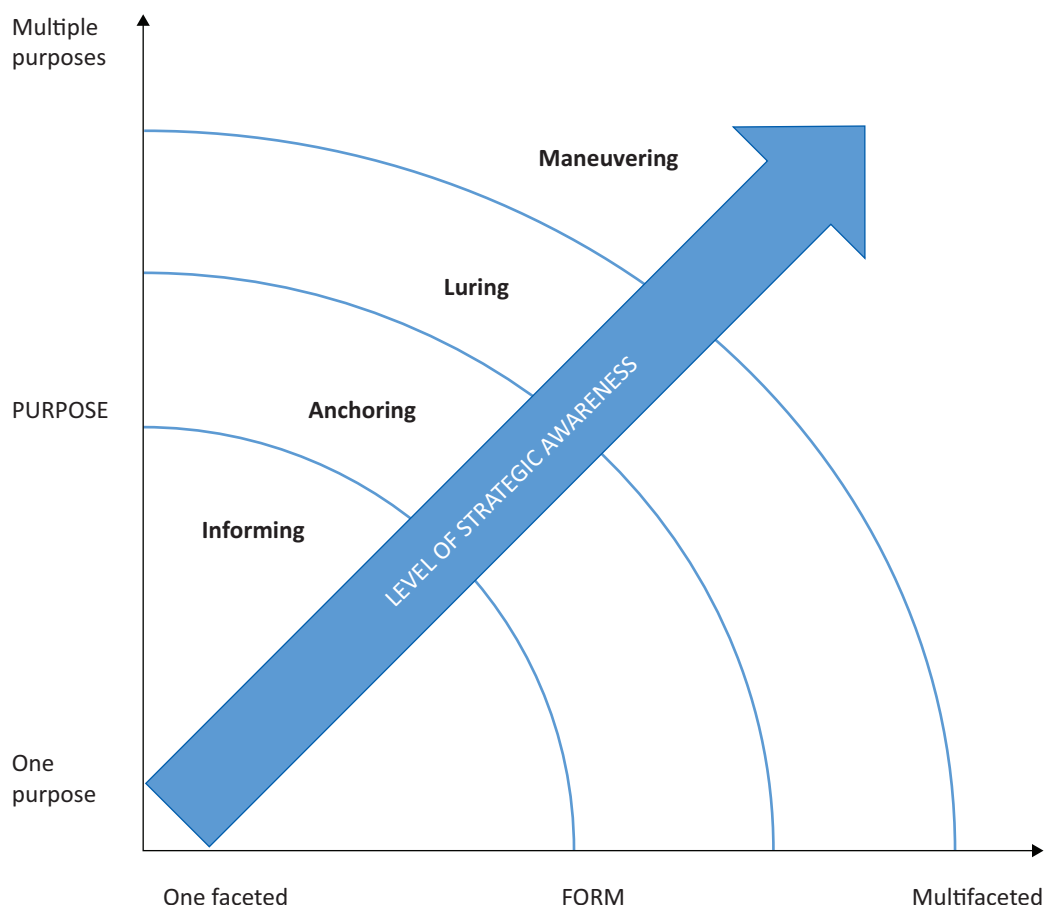 Multiple
purposes
Maneuvering
Luring
PURPOSE
Anchoring
LEVEL OF STRATEGIC AWARENESS
Informing
One
purpose
One faceted
FORM
Multifaceted